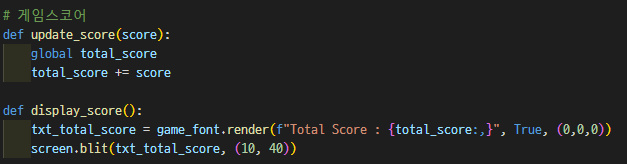 # 게임스코어
def update_score(score):
    global total_score
    total_score += score

def display_score():
    txt_total_score = game_font.render(f"Total Score : {total_score:,}", True, (0,0,0))
    screen.blit(txt_total_score, (10, 40))